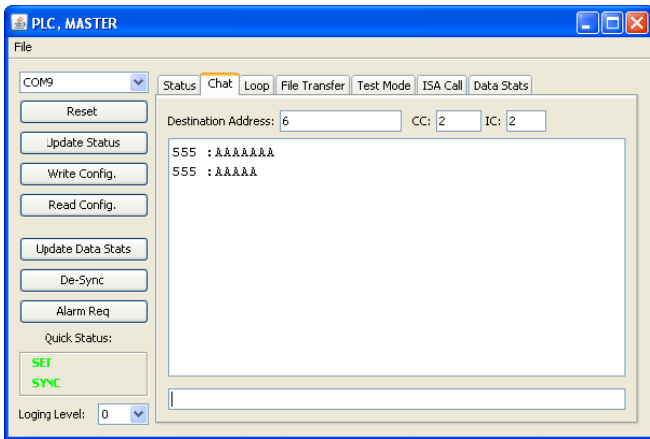 PLC, MASTER
File
COM9
Reset
Update Status
Write Config.
Read Config.
Update Data Stats
De-Sync
Alarm Req
Quick Status:
SET
SYNC
Loging Level: 0
Status Chat Loop File Transfer Test Mode ISA Call Data Stats
Destination Address: 6 CC: 2 IC: 2
555 :AAAAAAA
555 :AAAAA